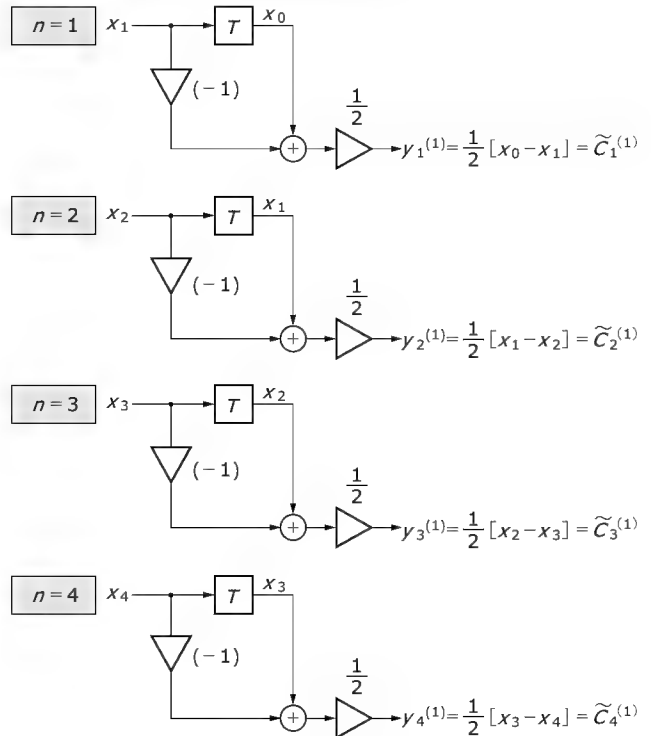 n = 1 x₁ T x₀
(−1)
1/2
+ y₁⁽¹⁾= 1/2 [x₀−x₁] = C̃₁⁽¹⁾
n = 2 x₂ T x₁
(−1)
1/2
+ y₂⁽¹⁾= 1/2 [x₁−x₂] = C̃₂⁽¹⁾
n = 3 x₃ T x₂
(−1)
1/2
+ y₃⁽¹⁾= 1/2 [x₂−x₃] = C̃₃⁽¹⁾
n = 4 x₄ T x₃
(−1)
1/2
+ y₄⁽¹⁾= 1/2 [x₃−x₄] = C̃₄⁽¹⁾